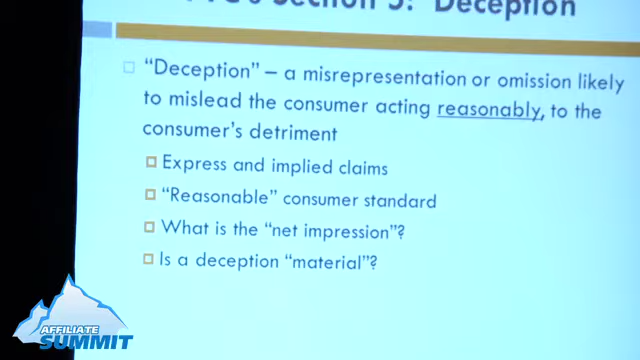 Section 5: Deception
"Deception" – a misrepresentation or omission likely
to mislead the consumer acting reasonably, to the
consumer's detriment
Express and implied claims
"Reasonable" consumer standard
What is the "net impression"?
Is a deception "material"?
AFFILIATE
SUMMIT